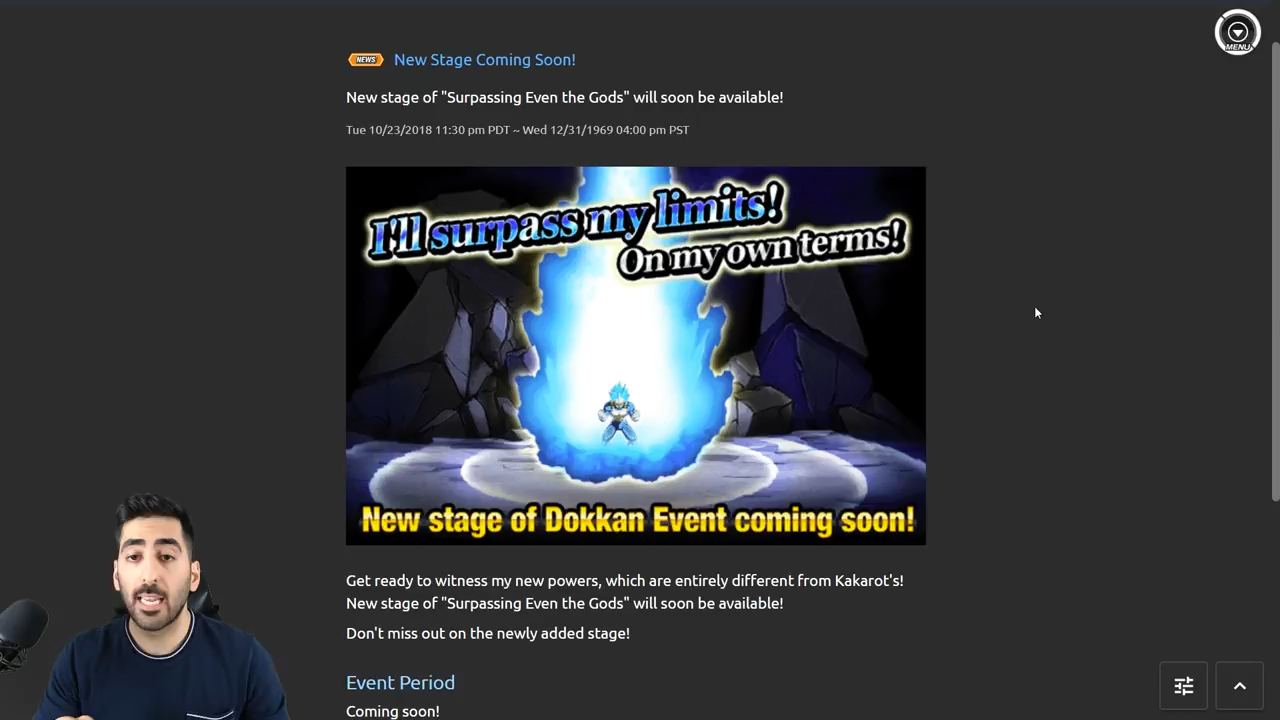 MENU
NEWS New Stage Coming Soon!
New stage of "Surpassing Even the Gods" will soon be available!
Tue 10/23/2018 11:30 pm PDT ~ Wed 12/31/1969 04:00 pm PST
I'll surpass my limits!
On my own terms!
New stage of Dokkan Event coming soon!
Get ready to witness my new powers, which are entirely different from Kakarot's!
New stage of "Surpassing Even the Gods" will soon be available!
Don't miss out on the newly added stage!
Event Period
Coming soon!